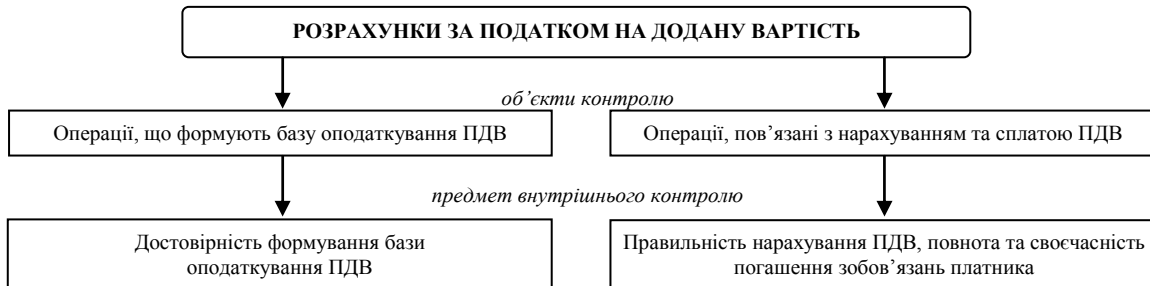 РОЗРАХУНКИ ЗА ПОДАТКОМ НА ДОДАНУ ВАРТІСТЬ
об’єкти контролю
Операції, що формують базу оподаткування ПДВ
Операції, пов’язані з нарахуванням та сплатою ПДВ
предмет внутрішнього контролю
Достовірність формування бази
оподаткування ПДВ
Правильність нарахування ПДВ, повнота та своєчасність
погашення зобов’язань платника